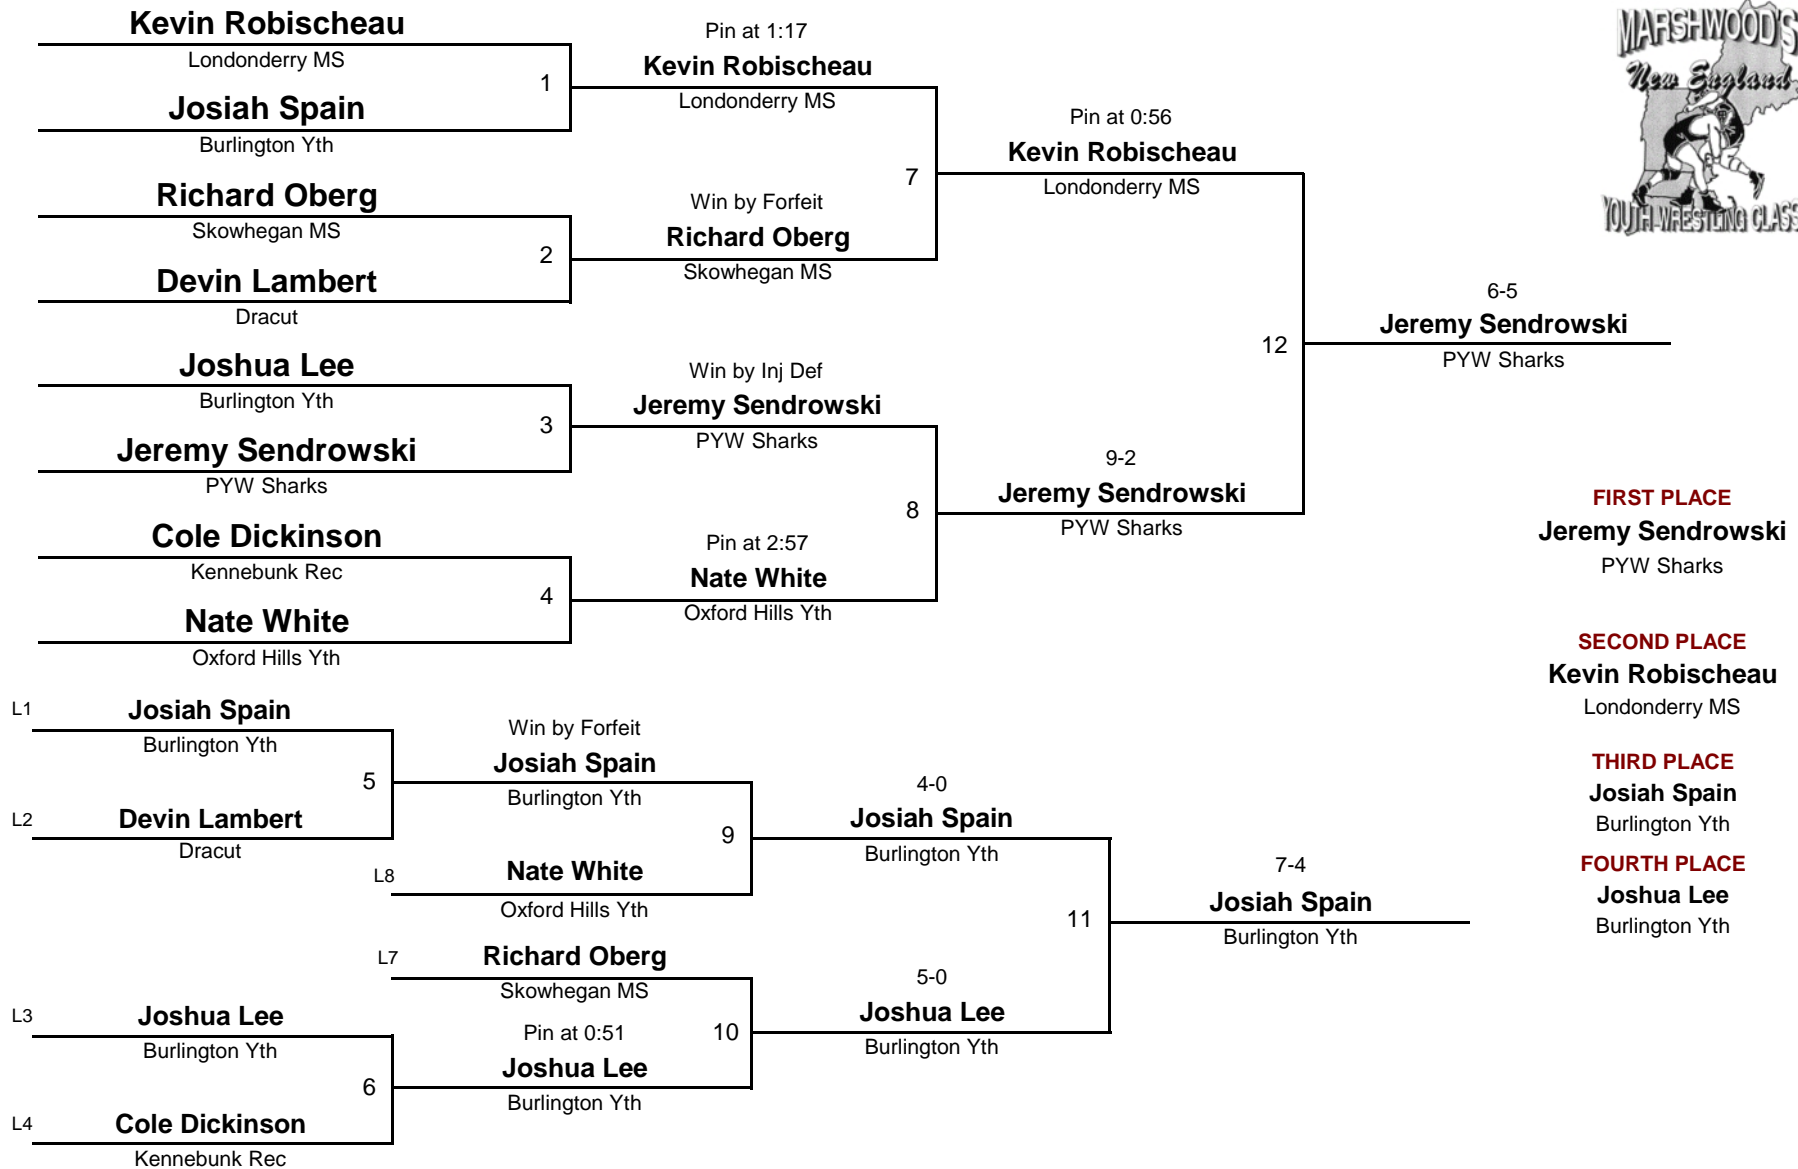 MARSHWOOD'S
New England
YOUTH WRESTLING CLASS
Kevin Robischeau
Londonderry MS
1
Josiah Spain
Burlington Yth
Pin at 1:17
Kevin Robischeau
Londonderry MS
Richard Oberg
Skowhegan MS
2
Devin Lambert
Dracut
Win by Forfeit
Richard Oberg
Skowhegan MS
7
Pin at 0:56
Kevin Robischeau
Londonderry MS
Joshua Lee
Burlington Yth
3
Jeremy Sendrowski
PYW Sharks
Win by Inj Def
Jeremy Sendrowski
PYW Sharks
Cole Dickinson
Kennebunk Rec
4
Nate White
Oxford Hills Yth
Pin at 2:57
Nate White
Oxford Hills Yth
8
9-2
Jeremy Sendrowski
PYW Sharks
12
6-5
Jeremy Sendrowski
PYW Sharks
FIRST PLACE
Jeremy Sendrowski
PYW Sharks
SECOND PLACE
Kevin Robischeau
Londonderry MS
THIRD PLACE
Josiah Spain
Burlington Yth
FOURTH PLACE
Joshua Lee
Burlington Yth
L1
Josiah Spain
Burlington Yth
5
L2
Devin Lambert
Dracut
Win by Forfeit
Josiah Spain
Burlington Yth
9
L8
Nate White
Oxford Hills Yth
4-0
Josiah Spain
Burlington Yth
L7
Richard Oberg
Skowhegan MS
L3
Joshua Lee
Burlington Yth
6
L4
Cole Dickinson
Kennebunk Rec
Pin at 0:51
Joshua Lee
Burlington Yth
10
5-0
Joshua Lee
Burlington Yth
11
7-4
Josiah Spain
Burlington Yth